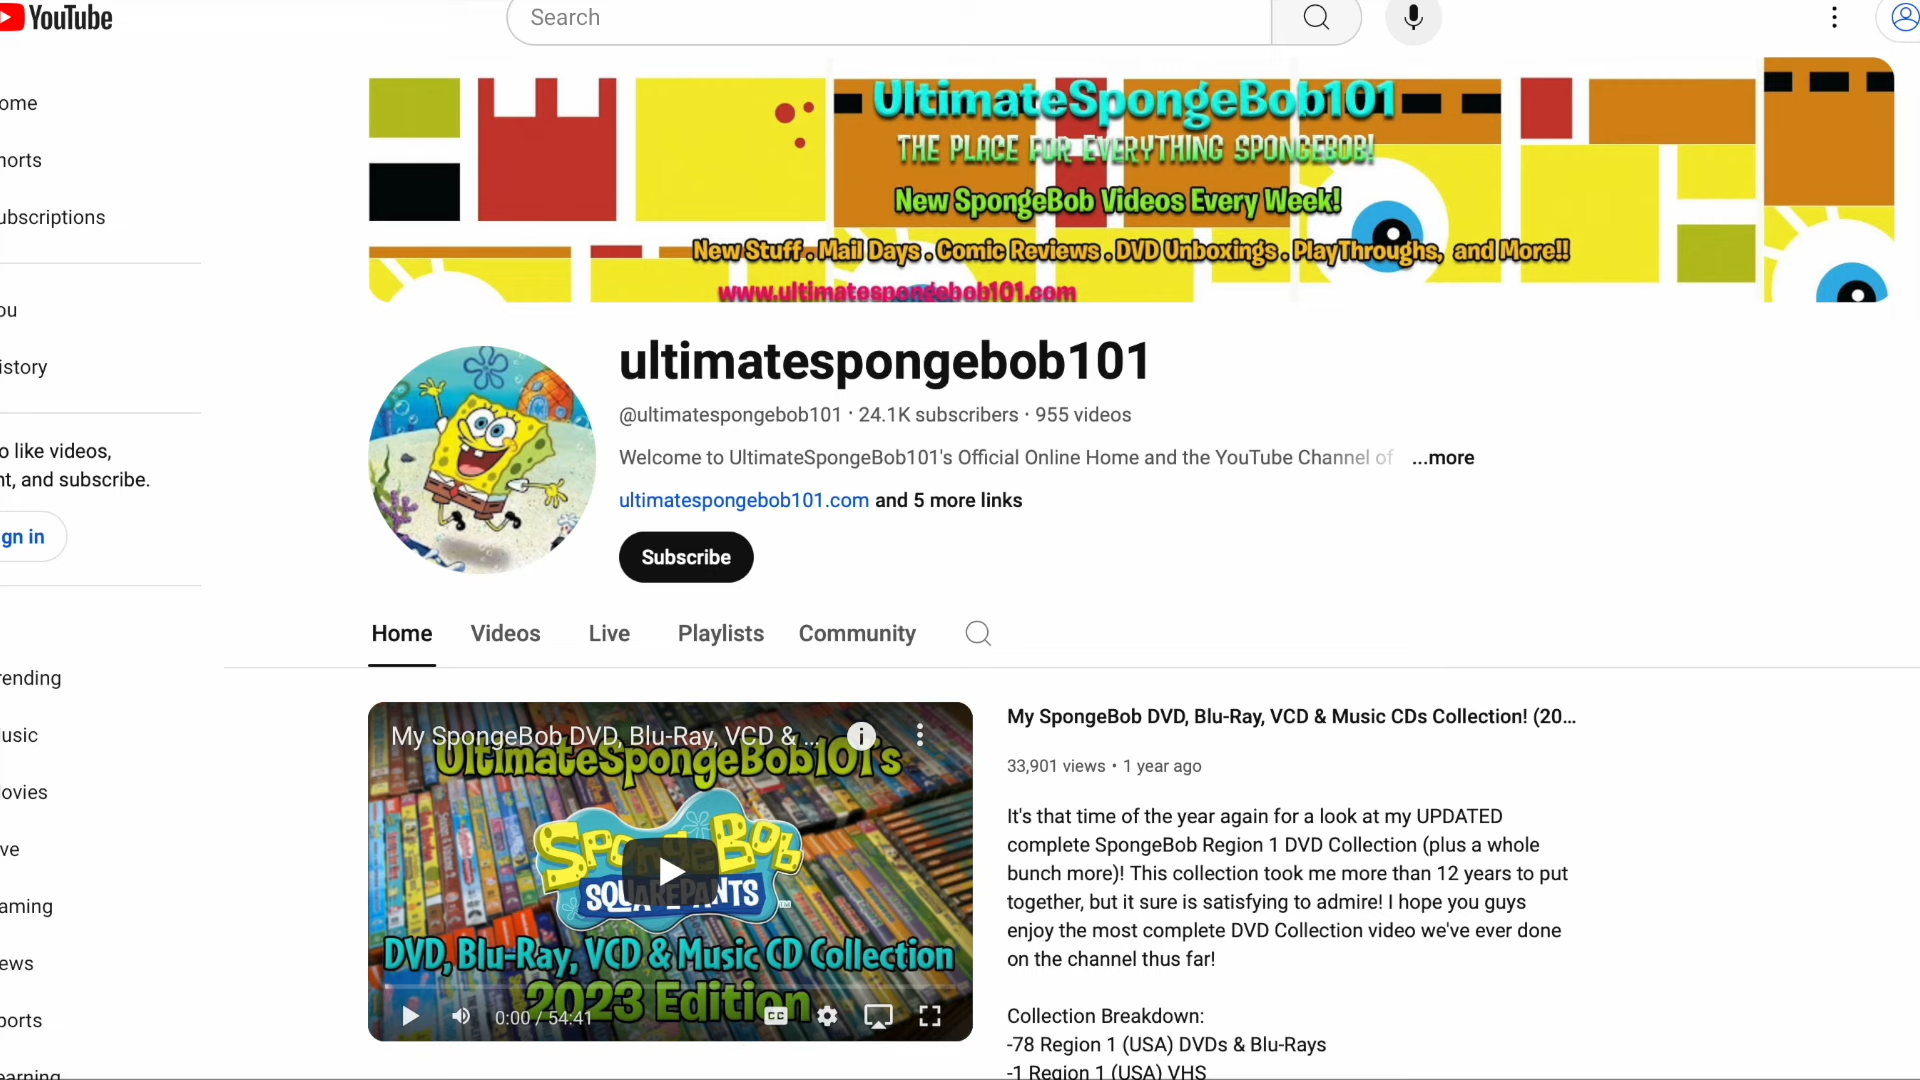 YouTube
Search
UltimateSpongeBob101
THE PLACE FOR EVERYTHING SPONGEBOB!
New SpongeBob Videos Every Week!
New Stuff . Mail Days . Comic Reviews . DVD Unboxings . PlayThroughs, and More!!
www.ultimatespongebob101.com
ome
horts
ubscriptions
ou
istory
o like videos,
nt, and subscribe.
gn in
rending
usic
ovies
ve
aming
ews
ports
earning
ultimatespongebob101
@ultimatespongebob101 · 24.1K subscribers · 955 videos
Welcome to UltimateSpongeBob101's Official Online Home and the YouTube Channel of ...more
ultimatespongebob101.com and 5 more links
Subscribe
Home Videos Live Playlists Community
My SpongeBob DVD, Blu-Ray, VCD & ...
UltimateSpongeBob101's
SpongeBob
SQUAREPANTS
DVD, Blu-Ray, VCD & Music CD Collection
2023 Edition
0:00 / 54:41
CC
My SpongeBob DVD, Blu-Ray, VCD & Music CDs Collection! (20...
33,901 views • 1 year ago
It's that time of the year again for a look at my UPDATED
complete SpongeBob Region 1 DVD Collection (plus a whole
bunch more)! This collection took me more than 12 years to put
together, but it sure is satisfying to admire! I hope you guys
enjoy the most complete DVD Collection video we've ever done
on the channel thus far!
Collection Breakdown:
-78 Region 1 (USA) DVDs & Blu-Rays
-1 Region 1 (USA) VHS